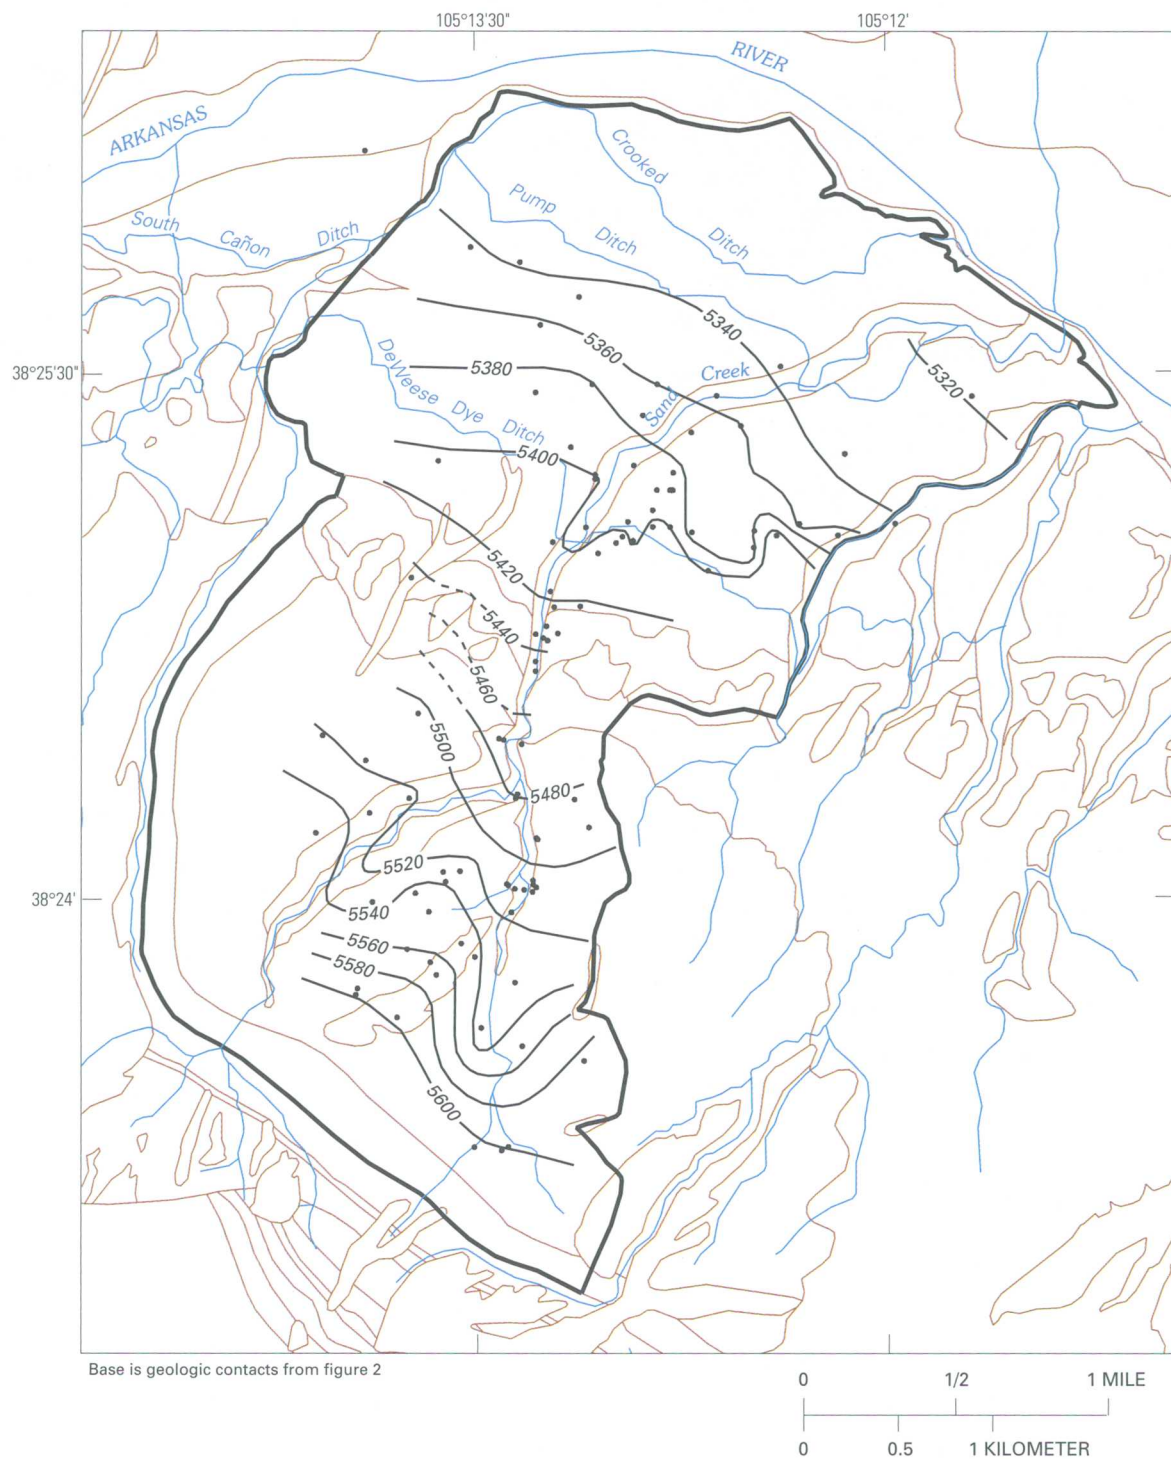 105°13'30"
105°12'
RIVER
ARKANSAS
Crooked
Pump
South
Cañon
Ditch
Ditch
Ditch
5340
5360
38°25'30"
5380
DeWeese Dye Ditch
Sand
Creek
5320
5400
5420
5440
5460
5500
5480
5520
38°24'
5540
5560
5580
5600
Base is geologic contacts from figure 2
0 1/2 1 MILE
0 0.5 1 KILOMETER